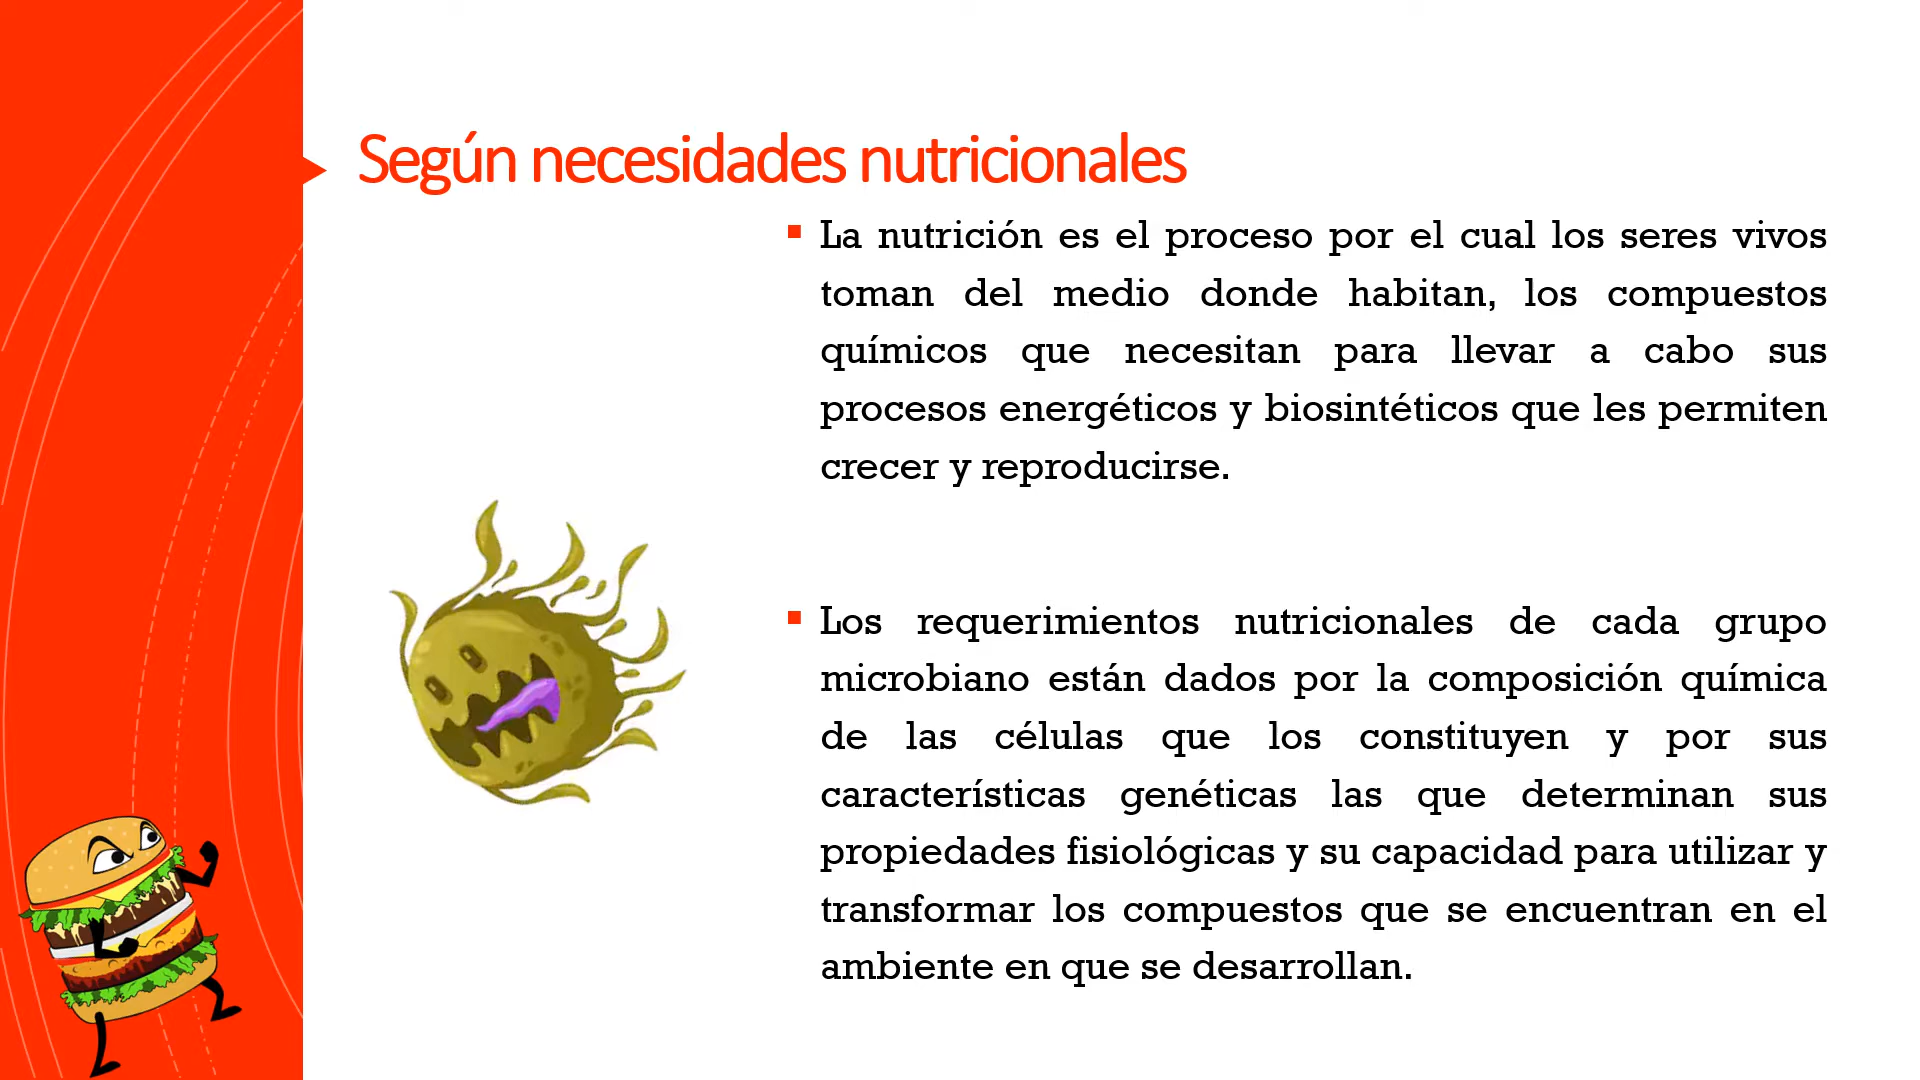 Según necesidades nutricionales
La nutrición es el proceso por el cual los seres vivos
toman del medio donde habitan, los compuestos
químicos que necesitan para llevar a cabo sus
procesos energéticos y biosintéticos que les permiten
crecer y reproducirse.
Los requerimientos nutricionales de cada grupo
microbiano están dados por la composición química
de las células que los constituyen y por sus
características genéticas las que determinan sus
propiedades fisiológicas y su capacidad para utilizar y
transformar los compuestos que se encuentran en el
ambiente en que se desarrollan.